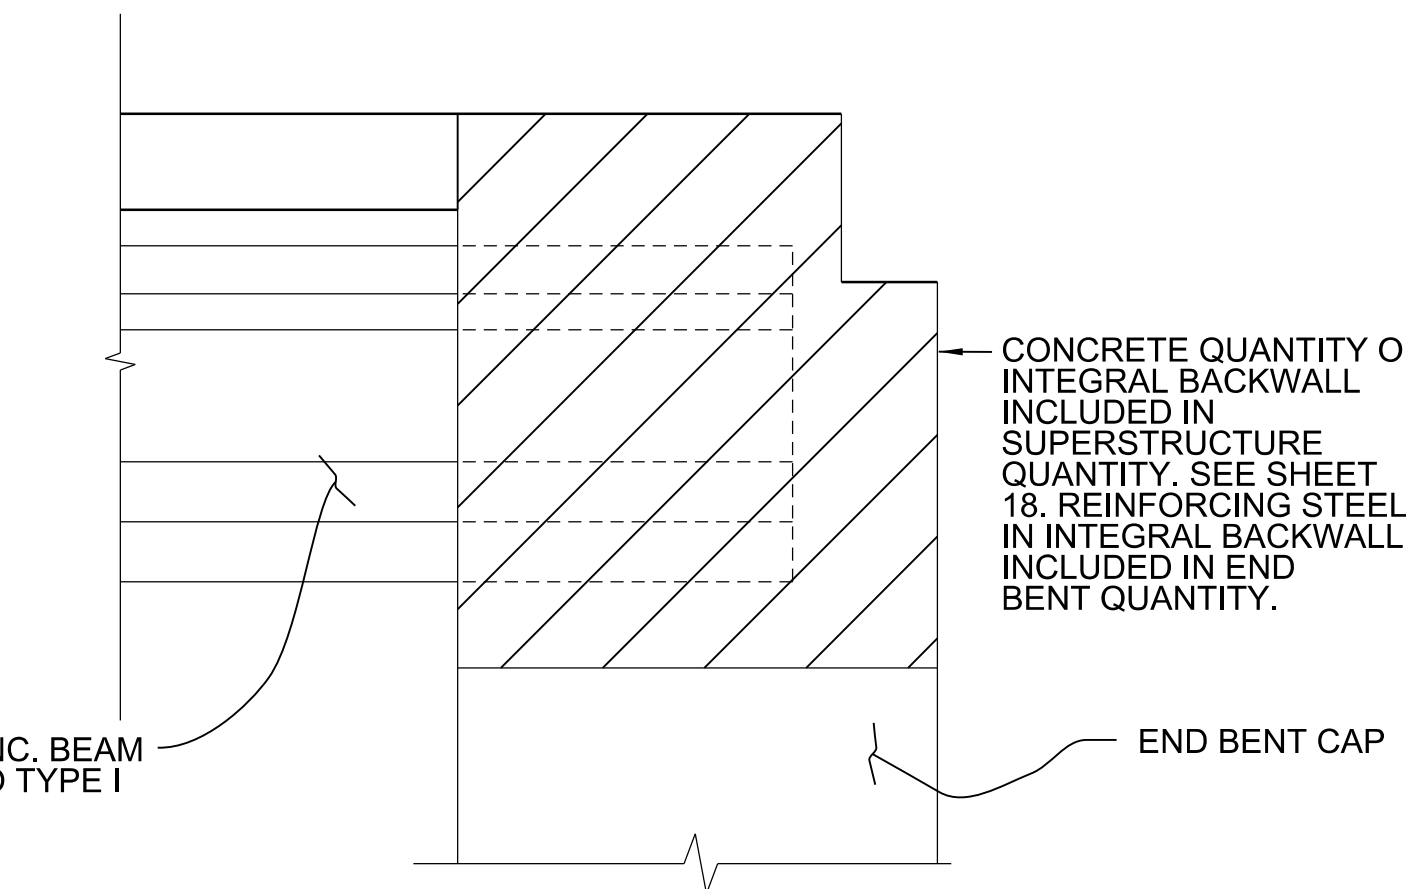 CONCRETE QUANTITY O
INTEGRAL BACKWALL
INCLUDED IN
SUPERSTRUCTURE
QUANTITY. SEE SHEET
18. REINFORCING STEEL
IN INTEGRAL BACKWALL
INCLUDED IN END
BENT QUANTITY.
BEAM
TYPE I
END BENT CAP